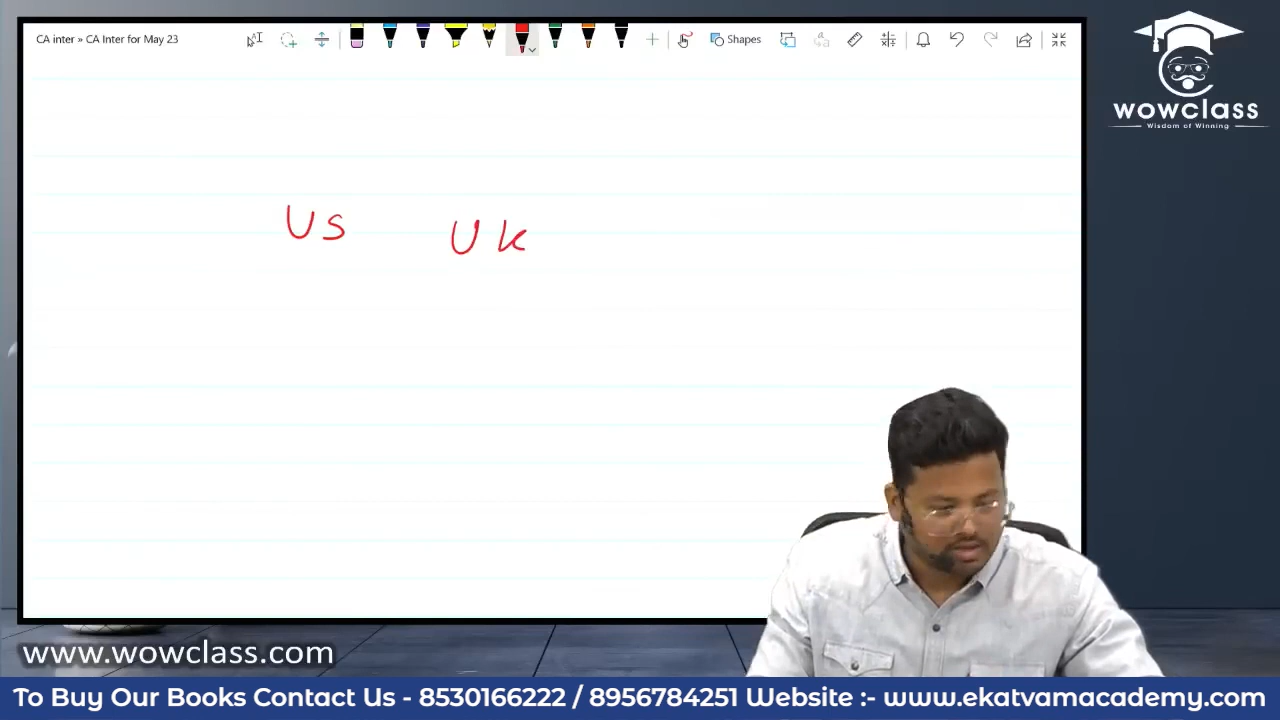 CA inter » CA Inter for May 23
Shapes
wowclass
Wisdom of Winning
Us Uk
www.wowclass.com
To Buy Our Books Contact Us - 8530166222 / 8956784251 Website :- www.ekatvamacademy.com